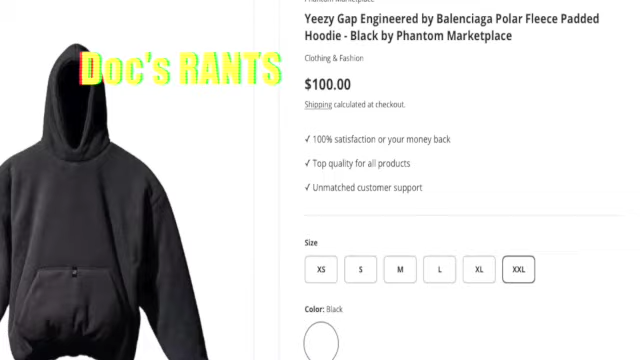 Phantom Marketplace
Yeezy Gap Engineered by Balenciaga Polar Fleece Padded
Hoodie - Black by Phantom Marketplace
Doc's RANTS
Clothing & Fashion
$100.00
Shipping calculated at checkout.
✓ 100% satisfaction or your money back
✓ Top quality for all products
✓ Unmatched customer support
Size
XS S M L XL XXL
Color: Black